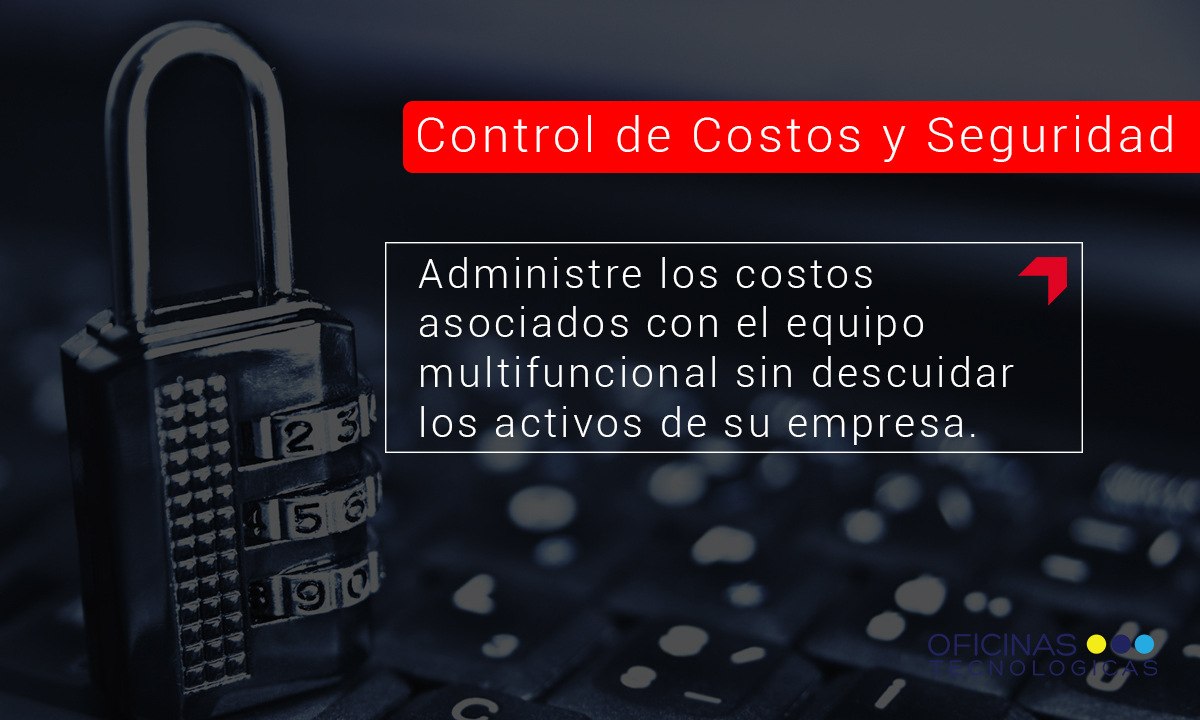 Control de Costos y Seguridad
Administre los costos
asociados con el equipo
multifuncional sin descuidar
los activos de su empresa.
23
456
890
OFICINAS
TECNOLOGICAS